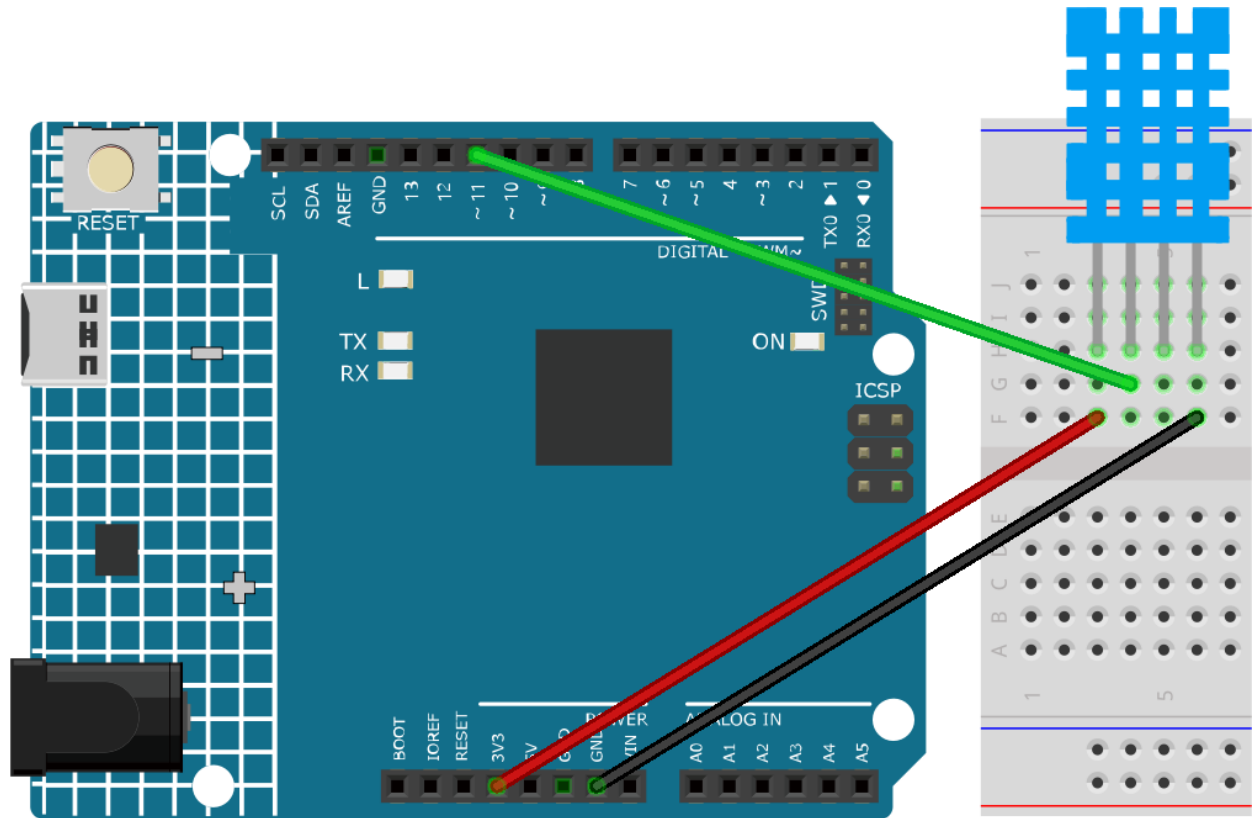 RESET
SCL
SDA
AREF
GND
13
12
~11
~10
7
~6
~5
4
~3
2
TX0 ▶ 1
RX0 ◀ 0
DIGITAL
L
TX
RX
SWD
ON
ICSP
1
J
I
H
G
F
E
D
C
B
A
1
5
BOOT
IOREF
RESET
3V3
5V
GND
GND
VIN
POWER
ANALOG IN
A0
A1
A2
A3
A4
A5